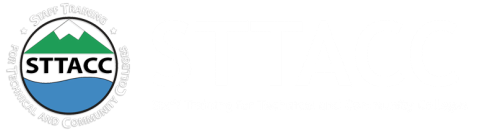 ★ Staff Training ★
for Technical and Community Colleges
STTACC